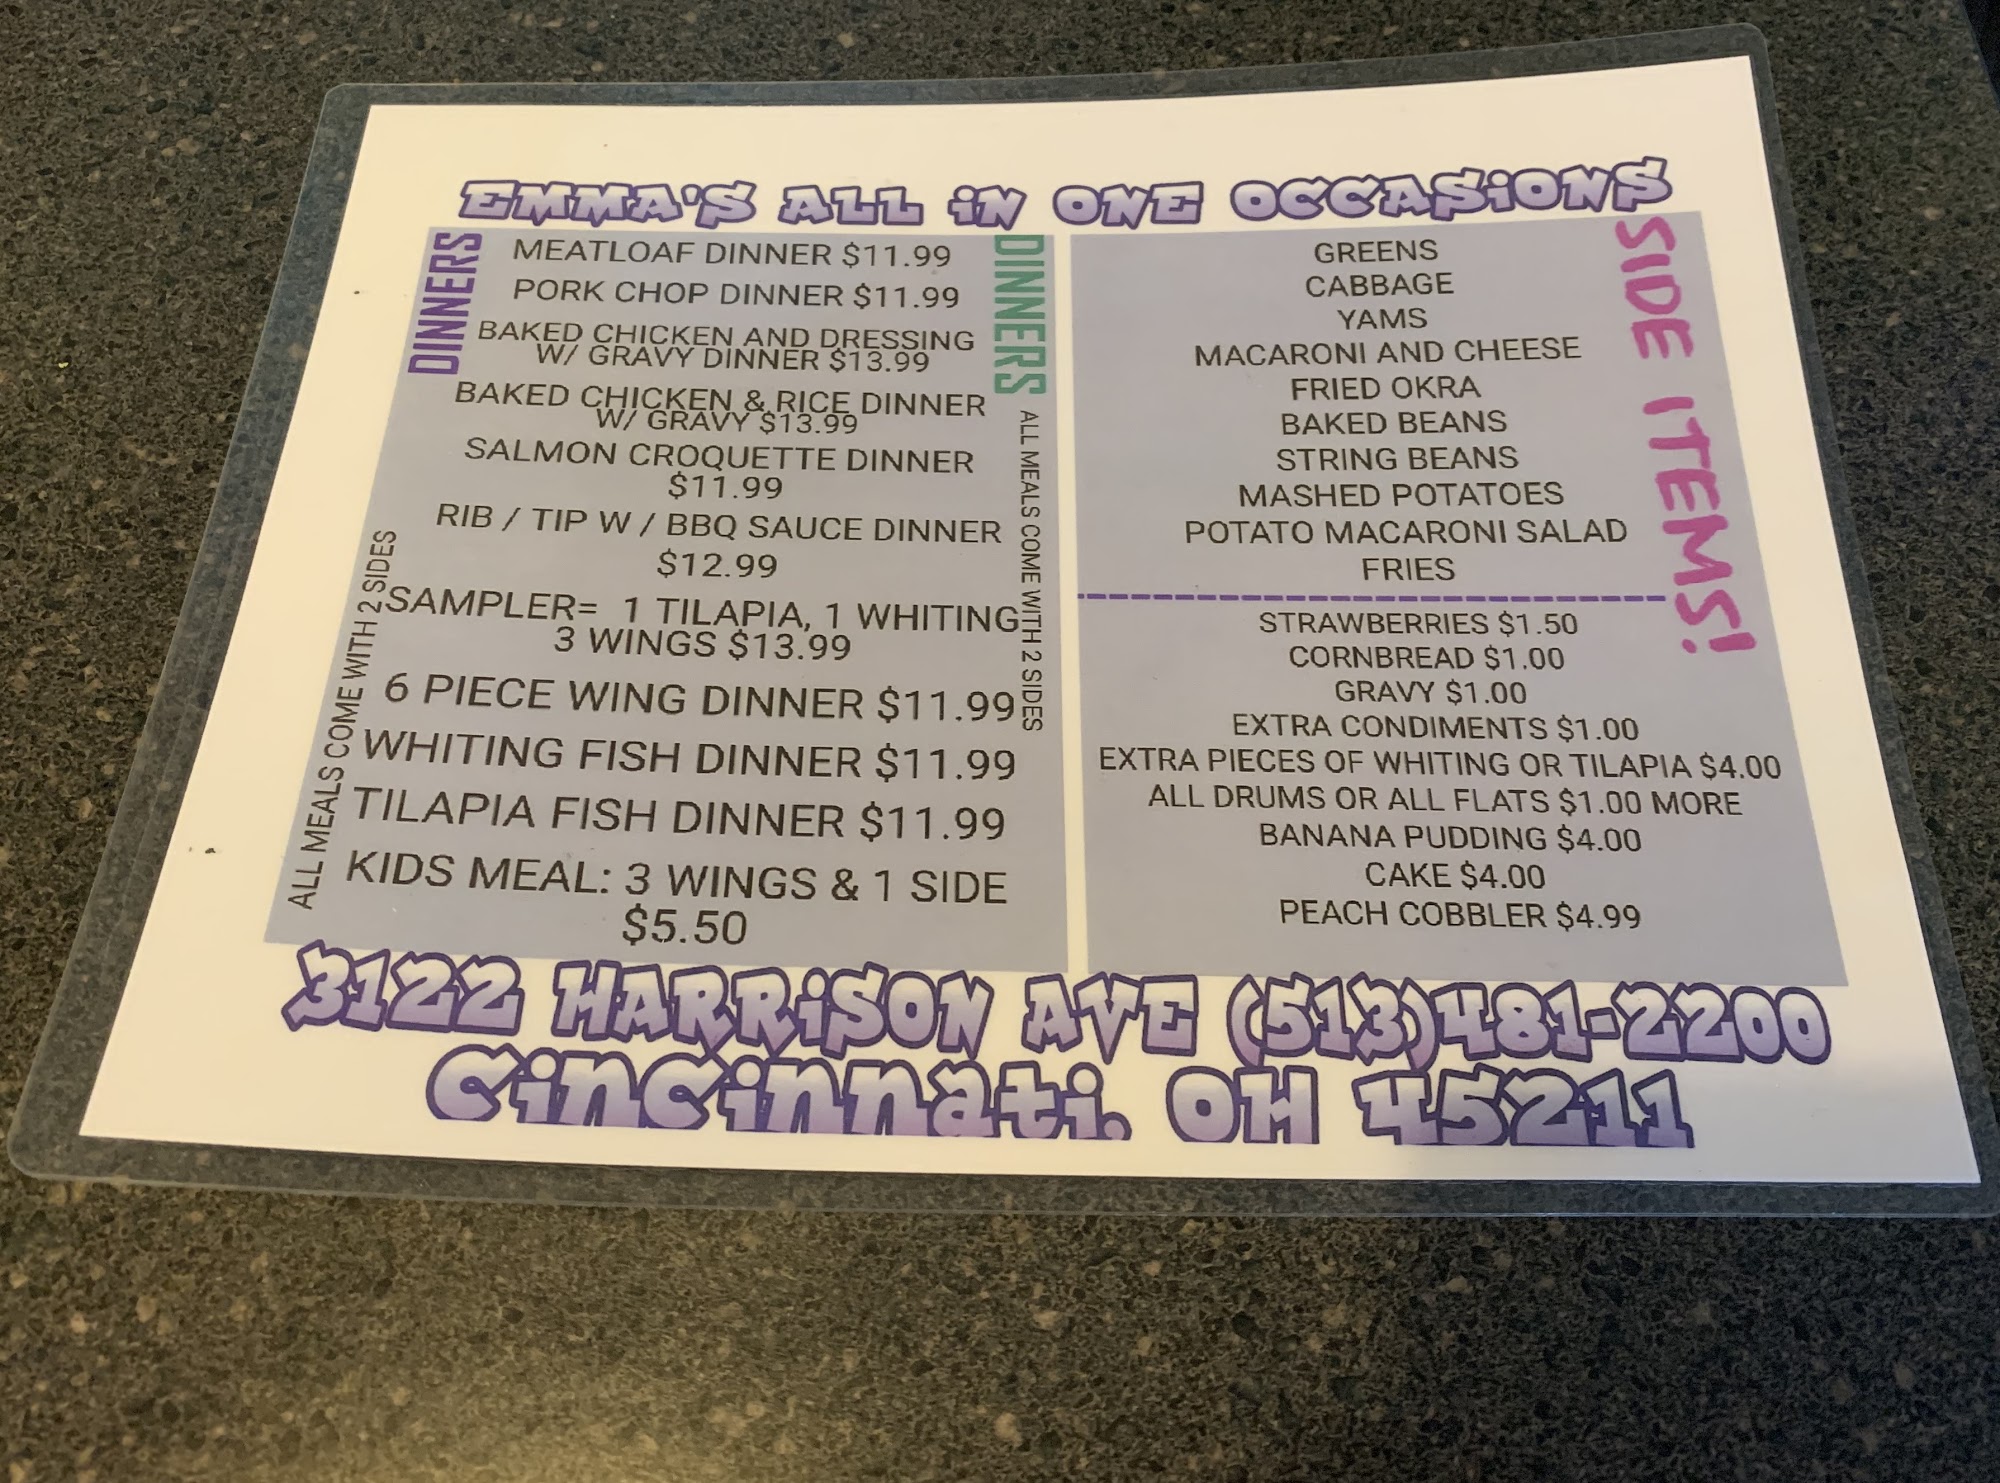 EMMA'S ALL iN ONE OCCASiONS
DINNERS
MEATLOAF DINNER $11.99
PORK CHOP DINNER $11.99
BAKED CHICKEN AND DRESSING
W/ GRAVY DINNER $13.99
BAKED CHICKEN & RICE DINNER
W/ GRAVY $13.99
SALMON CROQUETTE DINNER
$11.99
RIB / TIP W / BBQ SAUCE DINNER
$12.99
SAMPLER= 1 TILAPIA, 1 WHITING
3 WINGS $13.99
6 PIECE WING DINNER $11.99
WHITING FISH DINNER $11.99
TILAPIA FISH DINNER $11.99
KIDS MEAL: 3 WINGS & 1 SIDE
$5.50
ALL MEALS COME WITH 2 SIDES
DINNERS
ALL MEALS COME WITH 2 SIDES
SIDE ITEMS!
GREENS
CABBAGE
YAMS
MACARONI AND CHEESE
FRIED OKRA
BAKED BEANS
STRING BEANS
MASHED POTATOES
POTATO MACARONI SALAD
FRIES
STRAWBERRIES $1.50
CORNBREAD $1.00
GRAVY $1.00
EXTRA CONDIMENTS $1.00
EXTRA PIECES OF WHITING OR TILAPIA $4.00
ALL DRUMS OR ALL FLATS $1.00 MORE
BANANA PUDDING $4.00
CAKE $4.00
PEACH COBBLER $4.99
3122 HARRiSON AVE (513)481-2200
Cincinnati, OH 45211